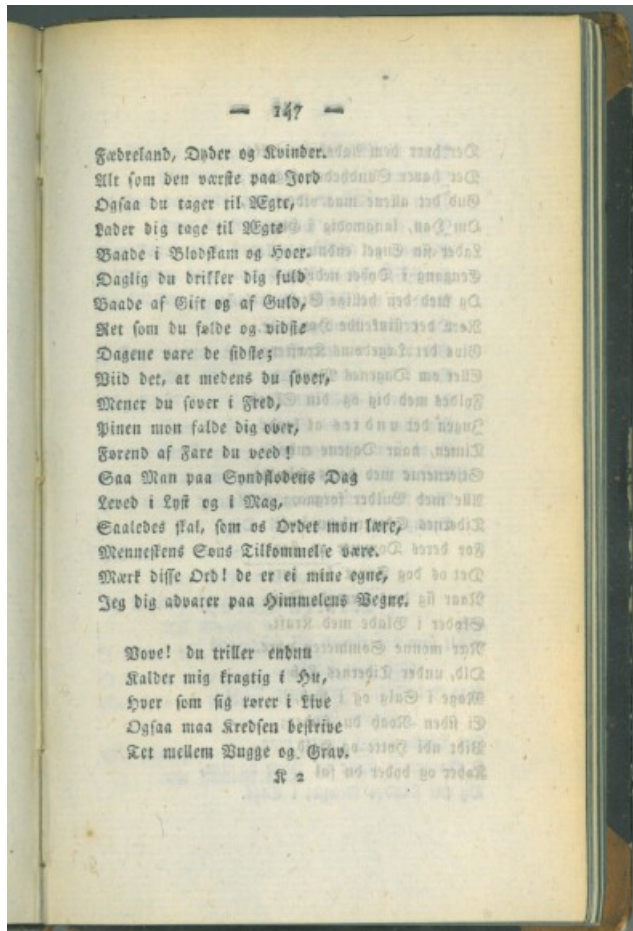 — 147 —
Fædreland, Dyder og Kvinder.
Alt som den værste paa Jord
Ogsaa du tager til Ægte,
Lader dig tage til Ægte
Baade i Blodskam og Hoer.
Daglig du drikker dig fuld
Baade af Gift og af Guld,
Ret som du følde og vidste
Dagene vare de sidste;
Viid det, at medens du sover,
Mener du sover i Fred,
Pinen mon falde dig over,
Førend af Fare du veed!
Saa Man paa Syndflodens Dag
Leved i Lyst og i Mag,
Saaledes skal, som os Ordet mon lære,
Menneskens Søns Tilkommelse være.
Mærk disse Ord! de er ei mine egne,
Jeg dig advarer paa Himmelens Vegne.
Vove! du triller endnu
Kalder mig kragtig i Hu,
Hver som sig rører i Live
Ogsaa maa Kredsen beskrive
Tet mellem Vugge og Grav.
K 2